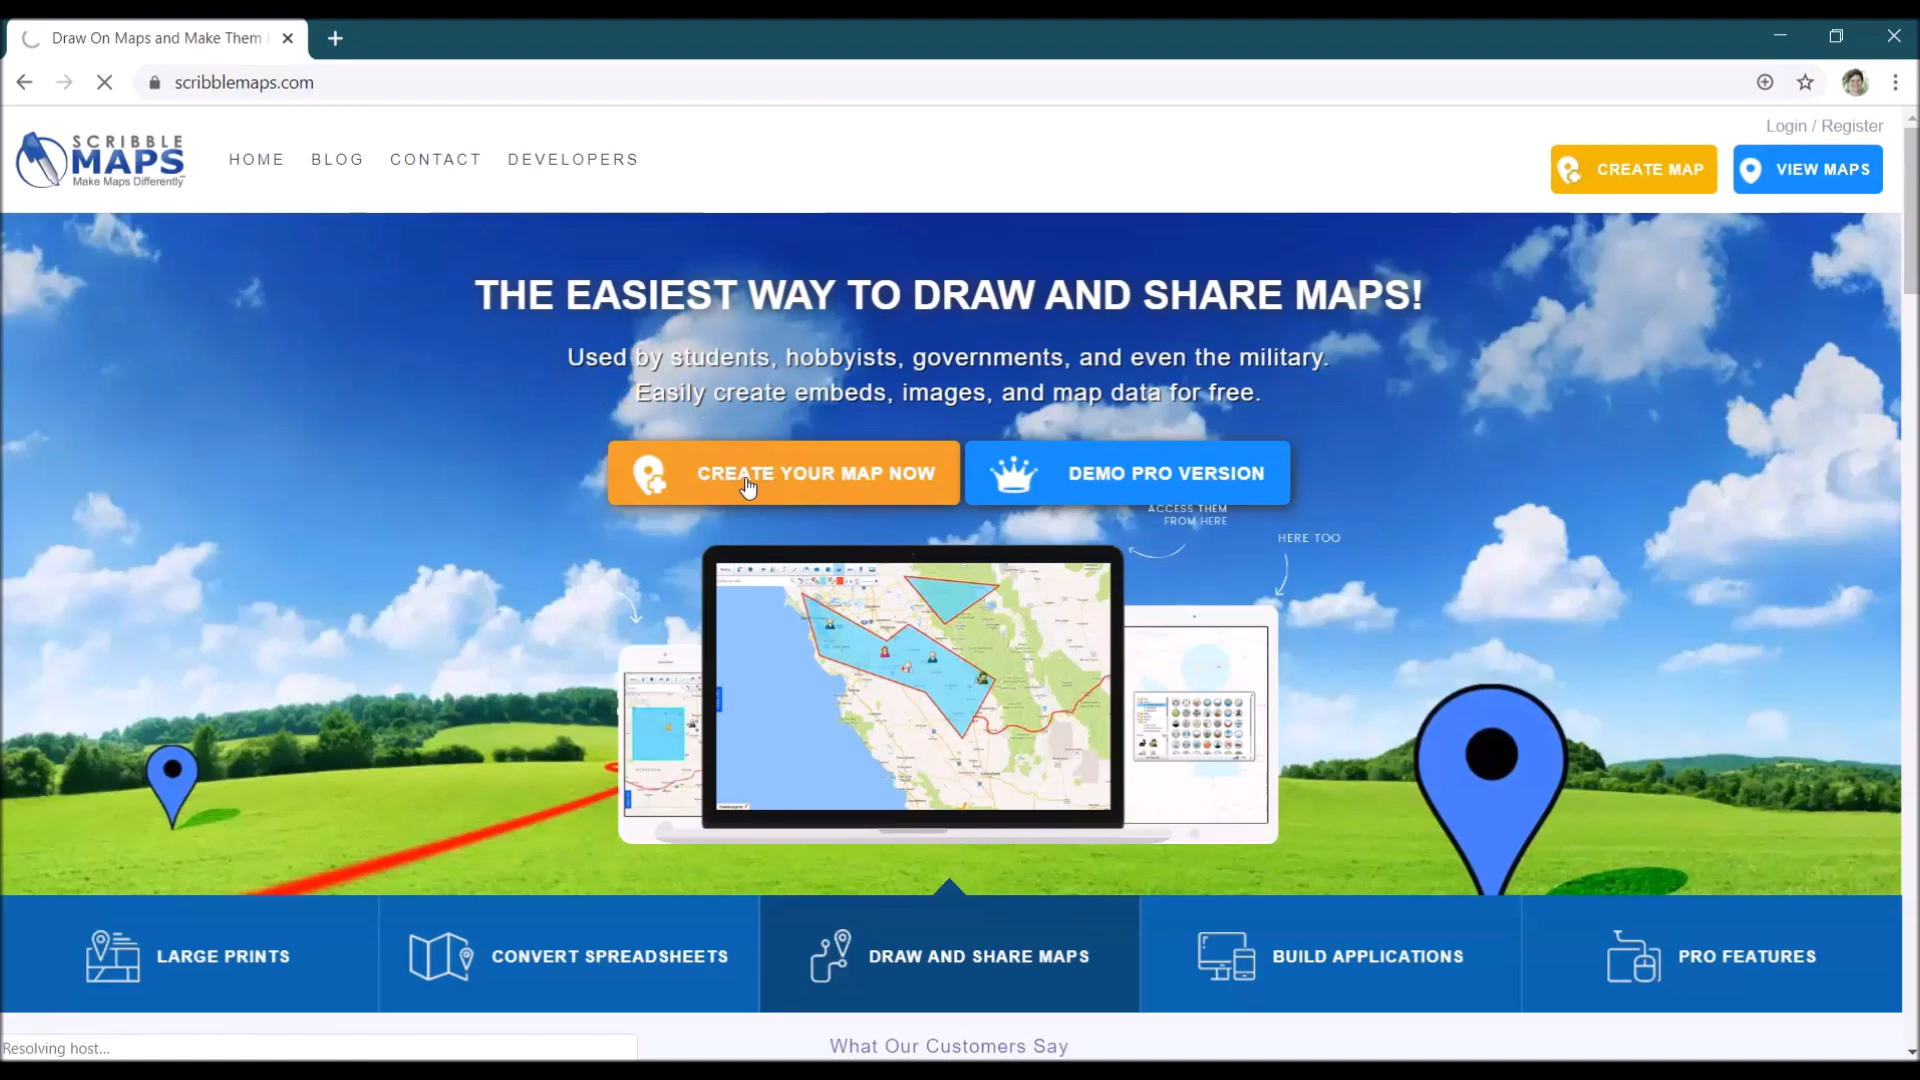 Draw On Maps and Make Them
scribblemaps.com
Login / Register
SCRIBBLE
MAPS
Make Maps Differently
HOME BLOG CONTACT DEVELOPERS
CREATE MAP
VIEW MAPS
THE EASIEST WAY TO DRAW AND SHARE MAPS!
Used by students, hobbyists, governments, and even the military.
Easily create embeds, images, and map data for free.
CREATE YOUR MAP NOW
DEMO PRO VERSION
ACCESS THEM
FROM HERE
HERE TOO
LARGE PRINTS
CONVERT SPREADSHEETS
DRAW AND SHARE MAPS
BUILD APPLICATIONS
PRO FEATURES
What Our Customers Say
Resolving host...